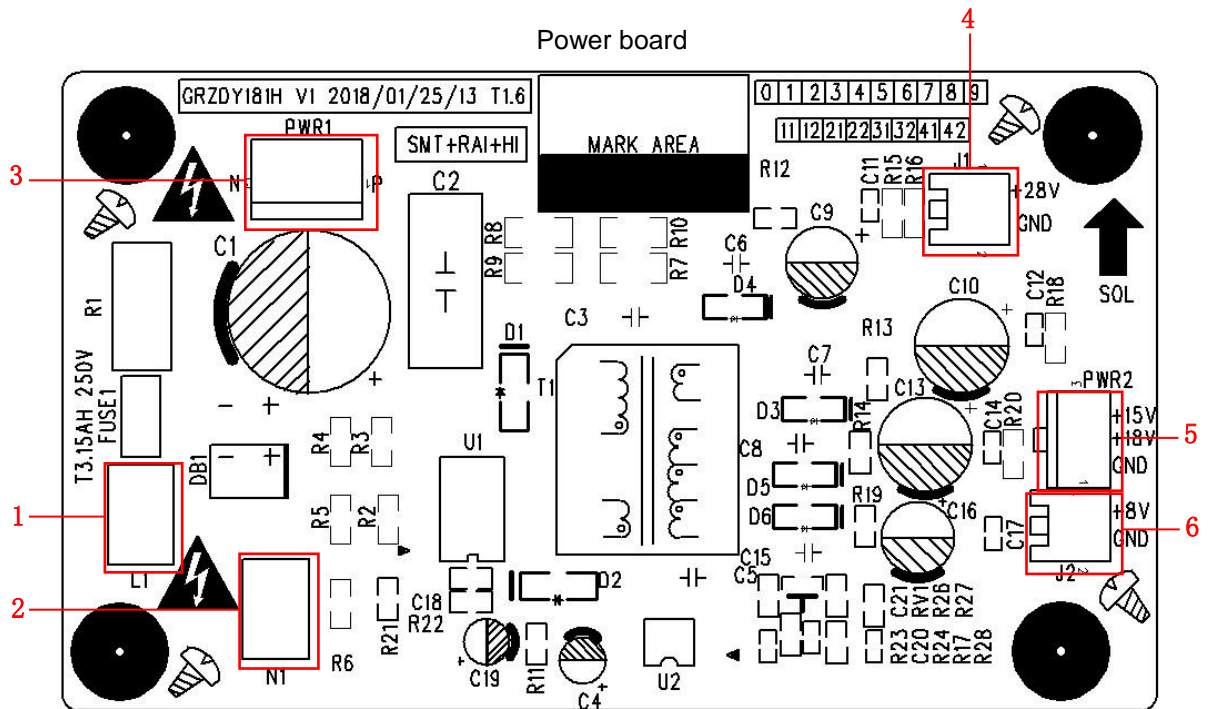 Power board
4
GRZDY181H V1 2018/01/25/13 T1.6
0 1 2 3 4 5 6 7 8 9
11 12 21 22 31 32 41 42
PWR1
SMT+RAI+HI
MARK AREA
3
N
P
C2
R12
C11
R15
R16
J1
1
+28V
GND
2
C1
R8
R10
C9
+
C6
R9
R7
D4
SOL
R1
C3
C10
+
C12
R18
D1
R13
C7
+
T1
3
PWR2
T3.15AH 250V
FUSE1
- +
C13
+
D3
R14
C14
R20
+15V
+18V
5
GND
1
R4
R3
U1
C8
DB1
- +
D5
1
L1
R5
R2
D6
R19
+
C16
C17
+8V
6
GND
J2
2
2
C15
C5
D2
C18
R22
R21
R6
N1
+
C19
R11
C4
+
U2
C21
RV1
R26
R27
R23
C20
R24
R17
R28